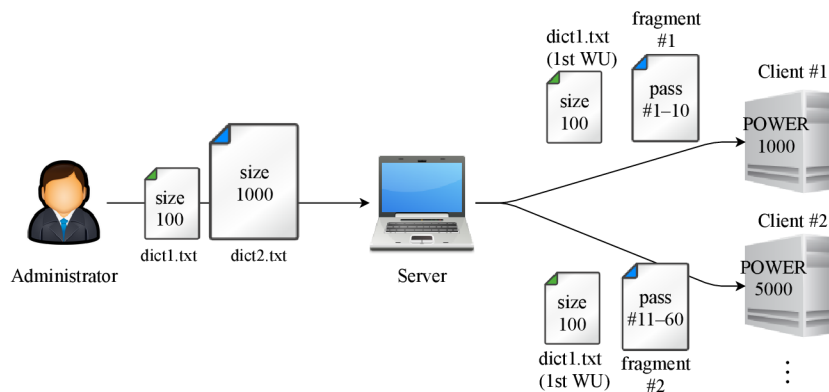 dict1.txt
(1st WU)
size
100
fragment
#1
pass
#1–10
Client #1
POWER
1000
size
100
dict1.txt
size
1000
dict2.txt
Administrator
Server
Client #2
POWER
5000
size
100
dict1.txt
(1st WU)
pass
#11–60
fragment
#2